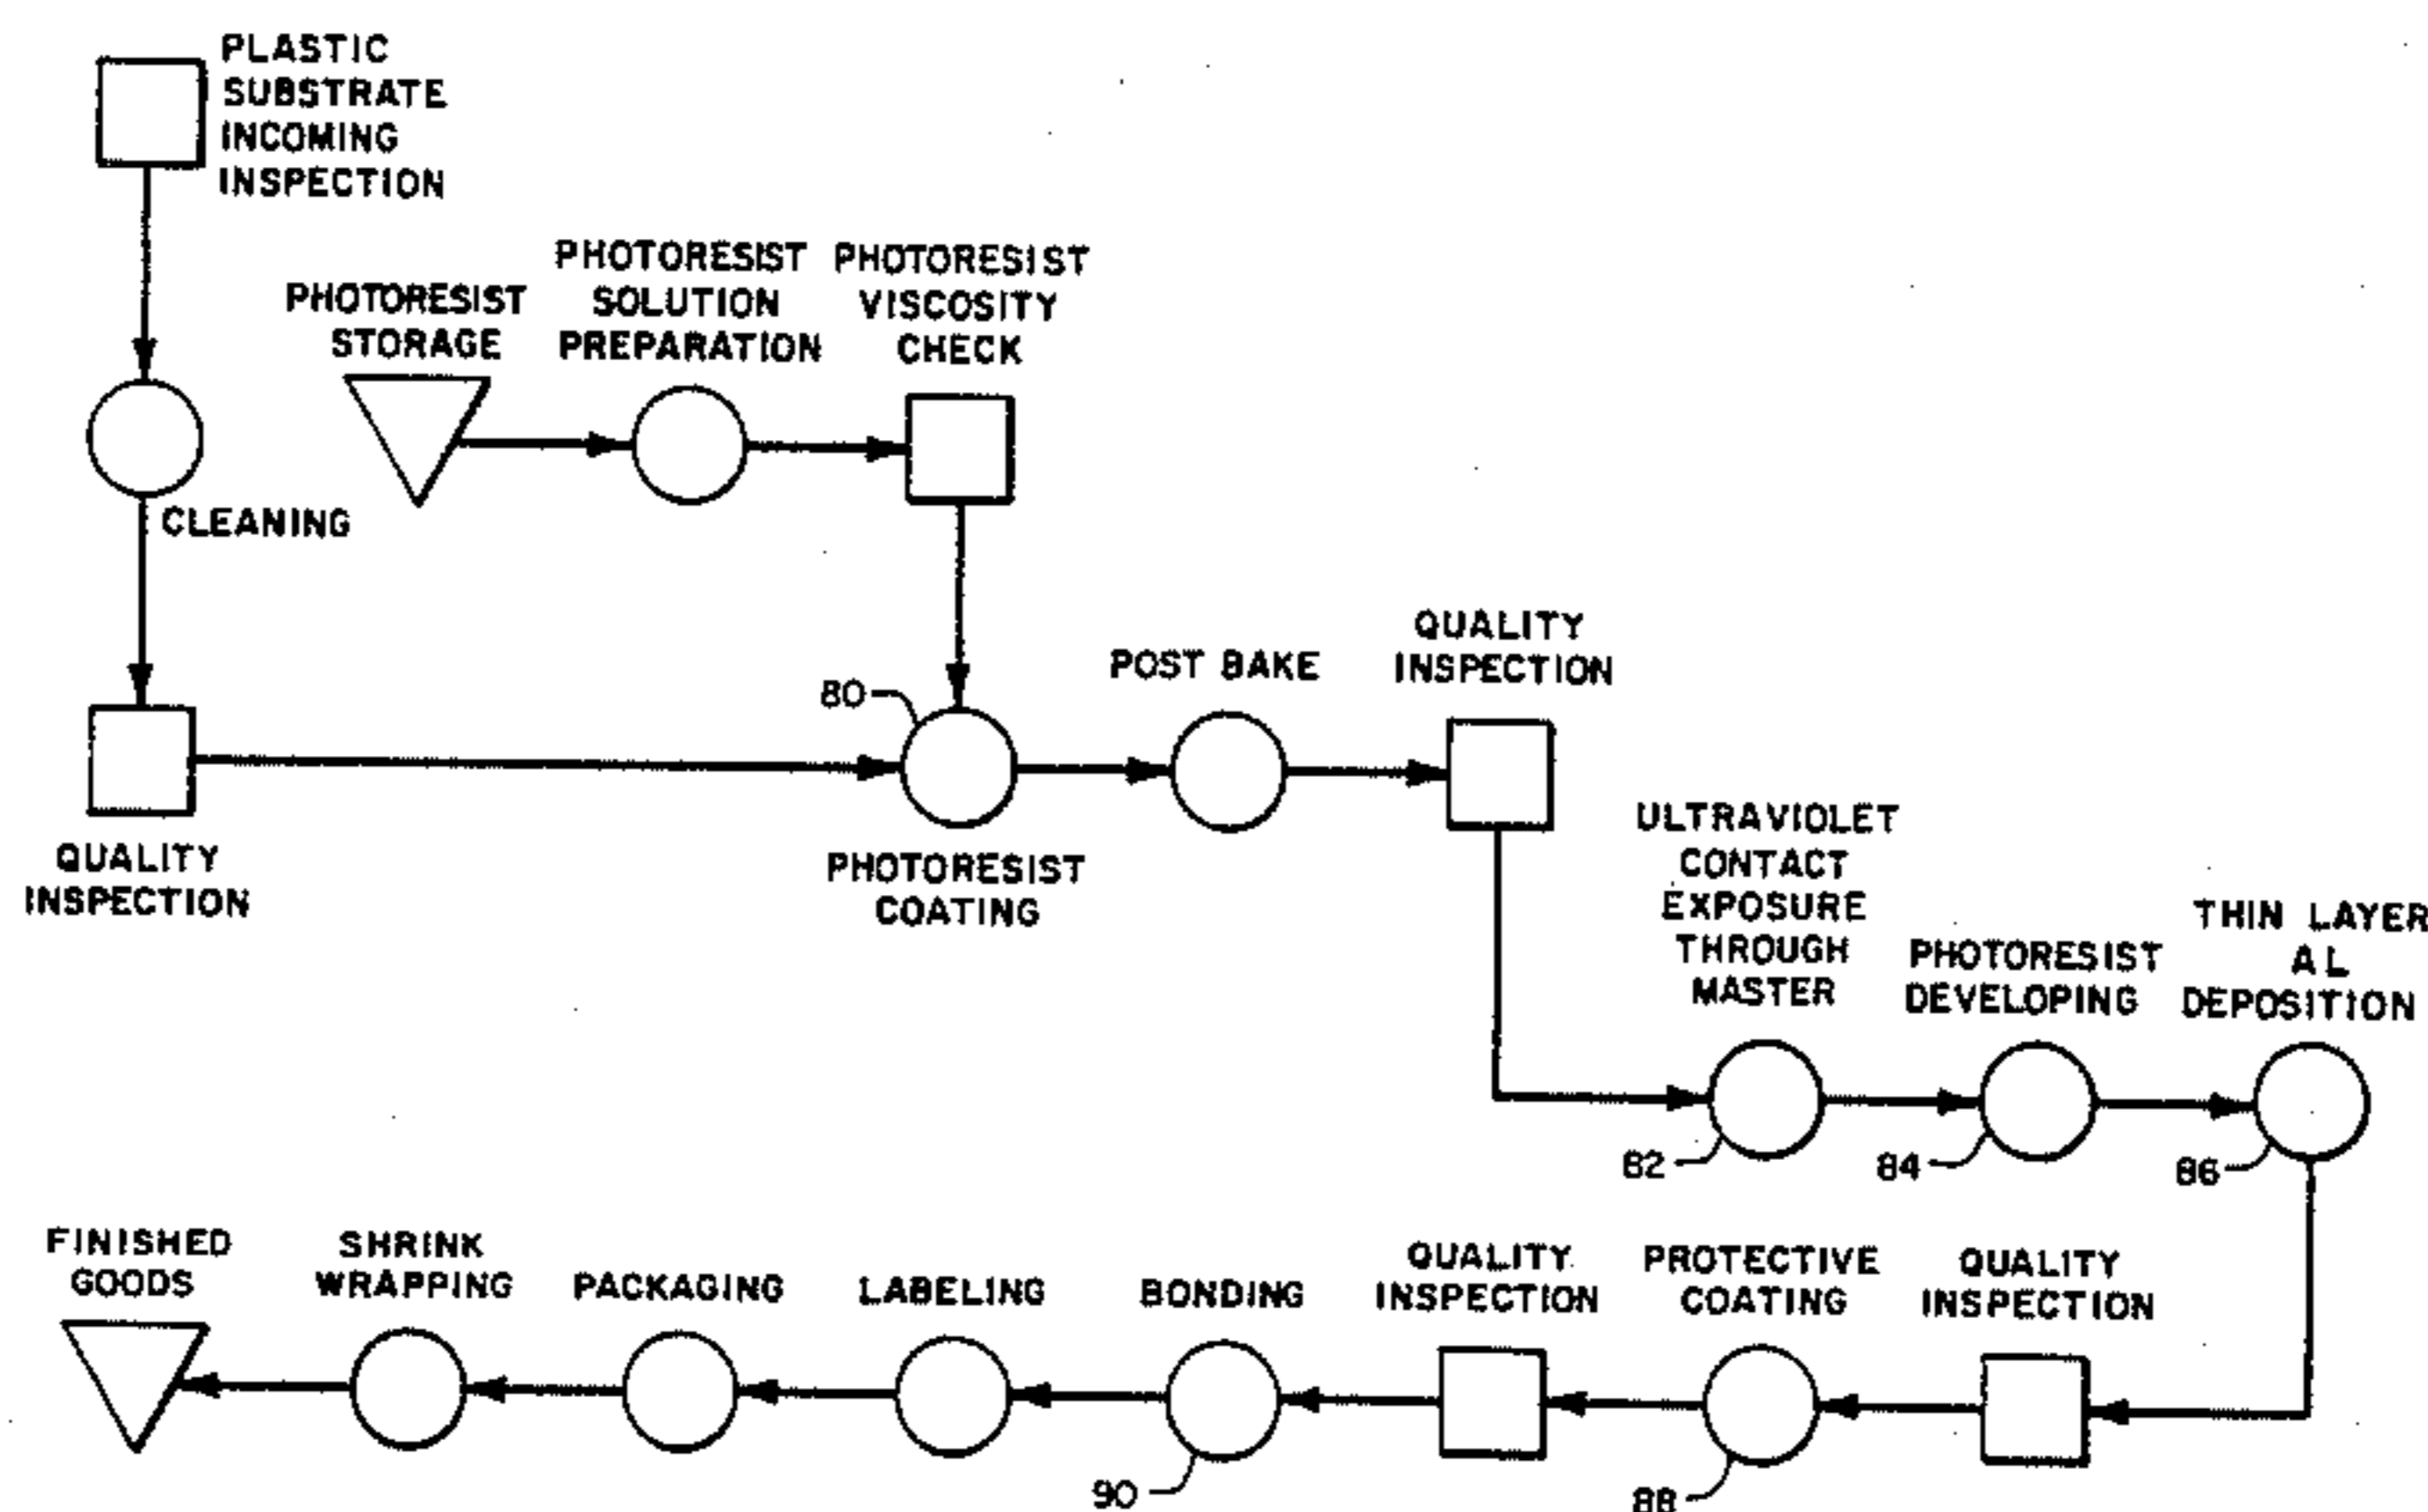 PLASTIC
SUBSTRATE
INCOMING
INSPECTION
PHOTORESIST
STORAGE
PHOTORESIST
SOLUTION
PREPARATION
PHOTORESIST
VISCOSITY
CHECK
CLEANING
QUALITY
INSPECTION
80
PHOTORESIST
COATING
POST BAKE
QUALITY
INSPECTION
ULTRAVIOLET
CONTACT
EXPOSURE
THROUGH
MASTER
82
PHOTORESIST
DEVELOPING
84
THIN LAYER
AL
DEPOSITION
86
FINISHED
GOODS
SHRINK
WRAPPING
PACKAGING
LABELING
BONDING
90
QUALITY
INSPECTION
PROTECTIVE
COATING
88
QUALITY
INSPECTION